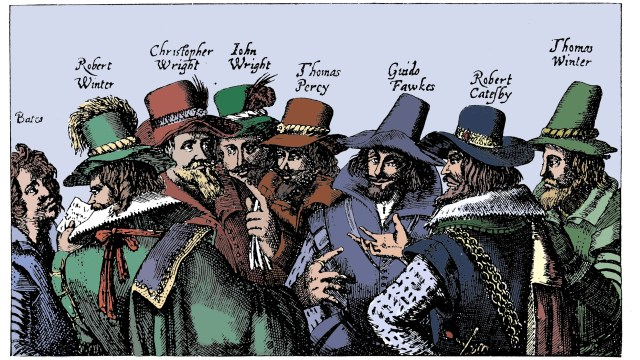 Bates
Robert
Winter
Christopher
Wright
Iohn
Wright
Thomas
Percy
Guido
Fawkes
Robert
Catesby
Thomas
Winter